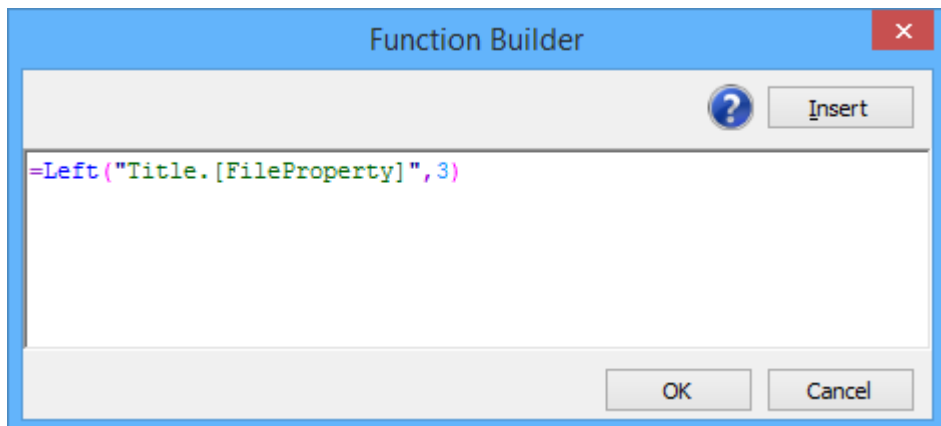 Function Builder
?
Insert
=Left("Title.[FileProperty]",3)
OK
Cancel